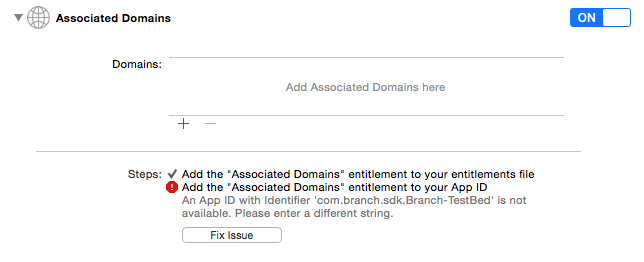 Associated Domains
ON
Domains:
Add Associated Domains here
Steps:
Add the "Associated Domains" entitlement to your entitlements file
Add the "Associated Domains" entitlement to your App ID
An App ID with Identifier 'com.branch.sdk.Branch-TestBed' is not
available. Please enter a different string.
Fix Issue